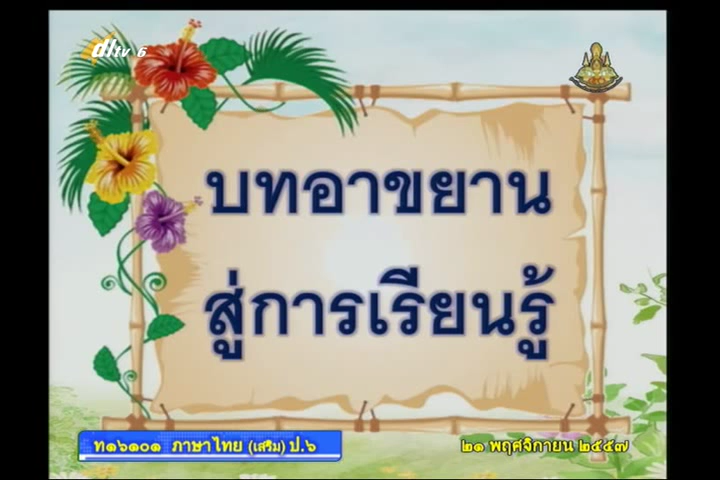 dltv 6
บทอาขยาน
สู่การเรียนรู้
ท๑๖๑๐๑ ภาษาไทย (เสริม) ป.๖
๒๑ พฤศจิกายน ๒๕๕๗